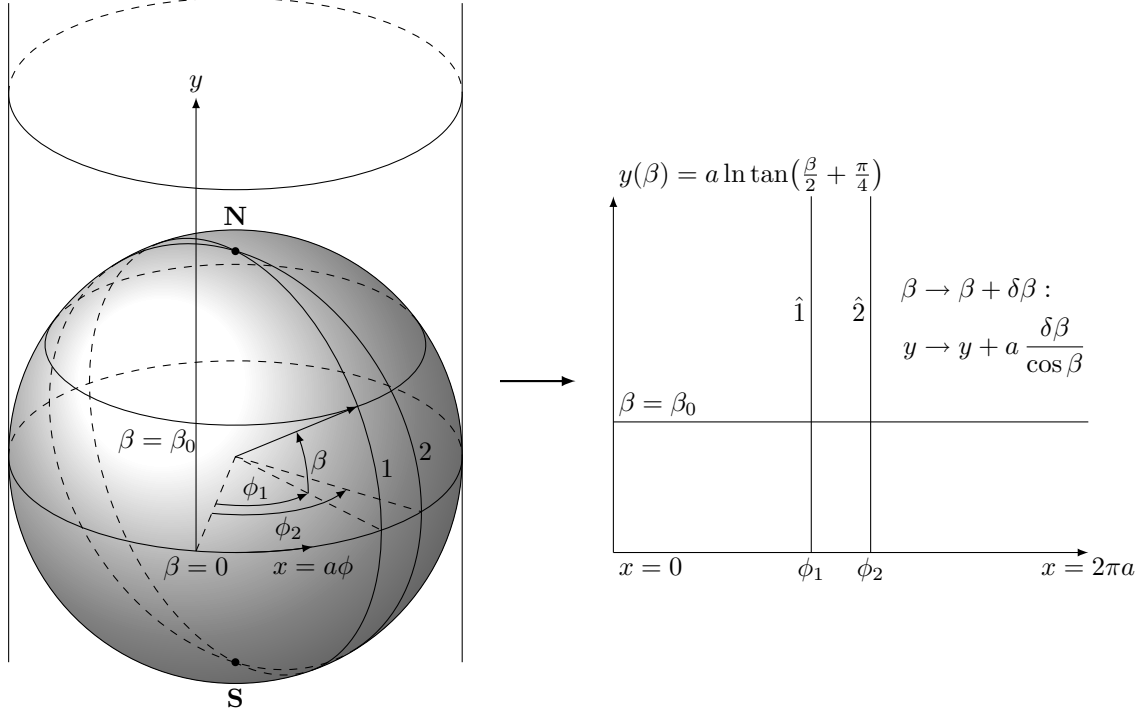 y
N
β = β₀
β
1
2
ϕ₁
ϕ₂
β = 0
x = aϕ
S
y(β) = a ln tan(β/2 + π/4)
1̂
2̂
β → β + δβ :
y → y + a δβ/cos β
β = β₀
x = 0
ϕ₁
ϕ₂
x = 2πa